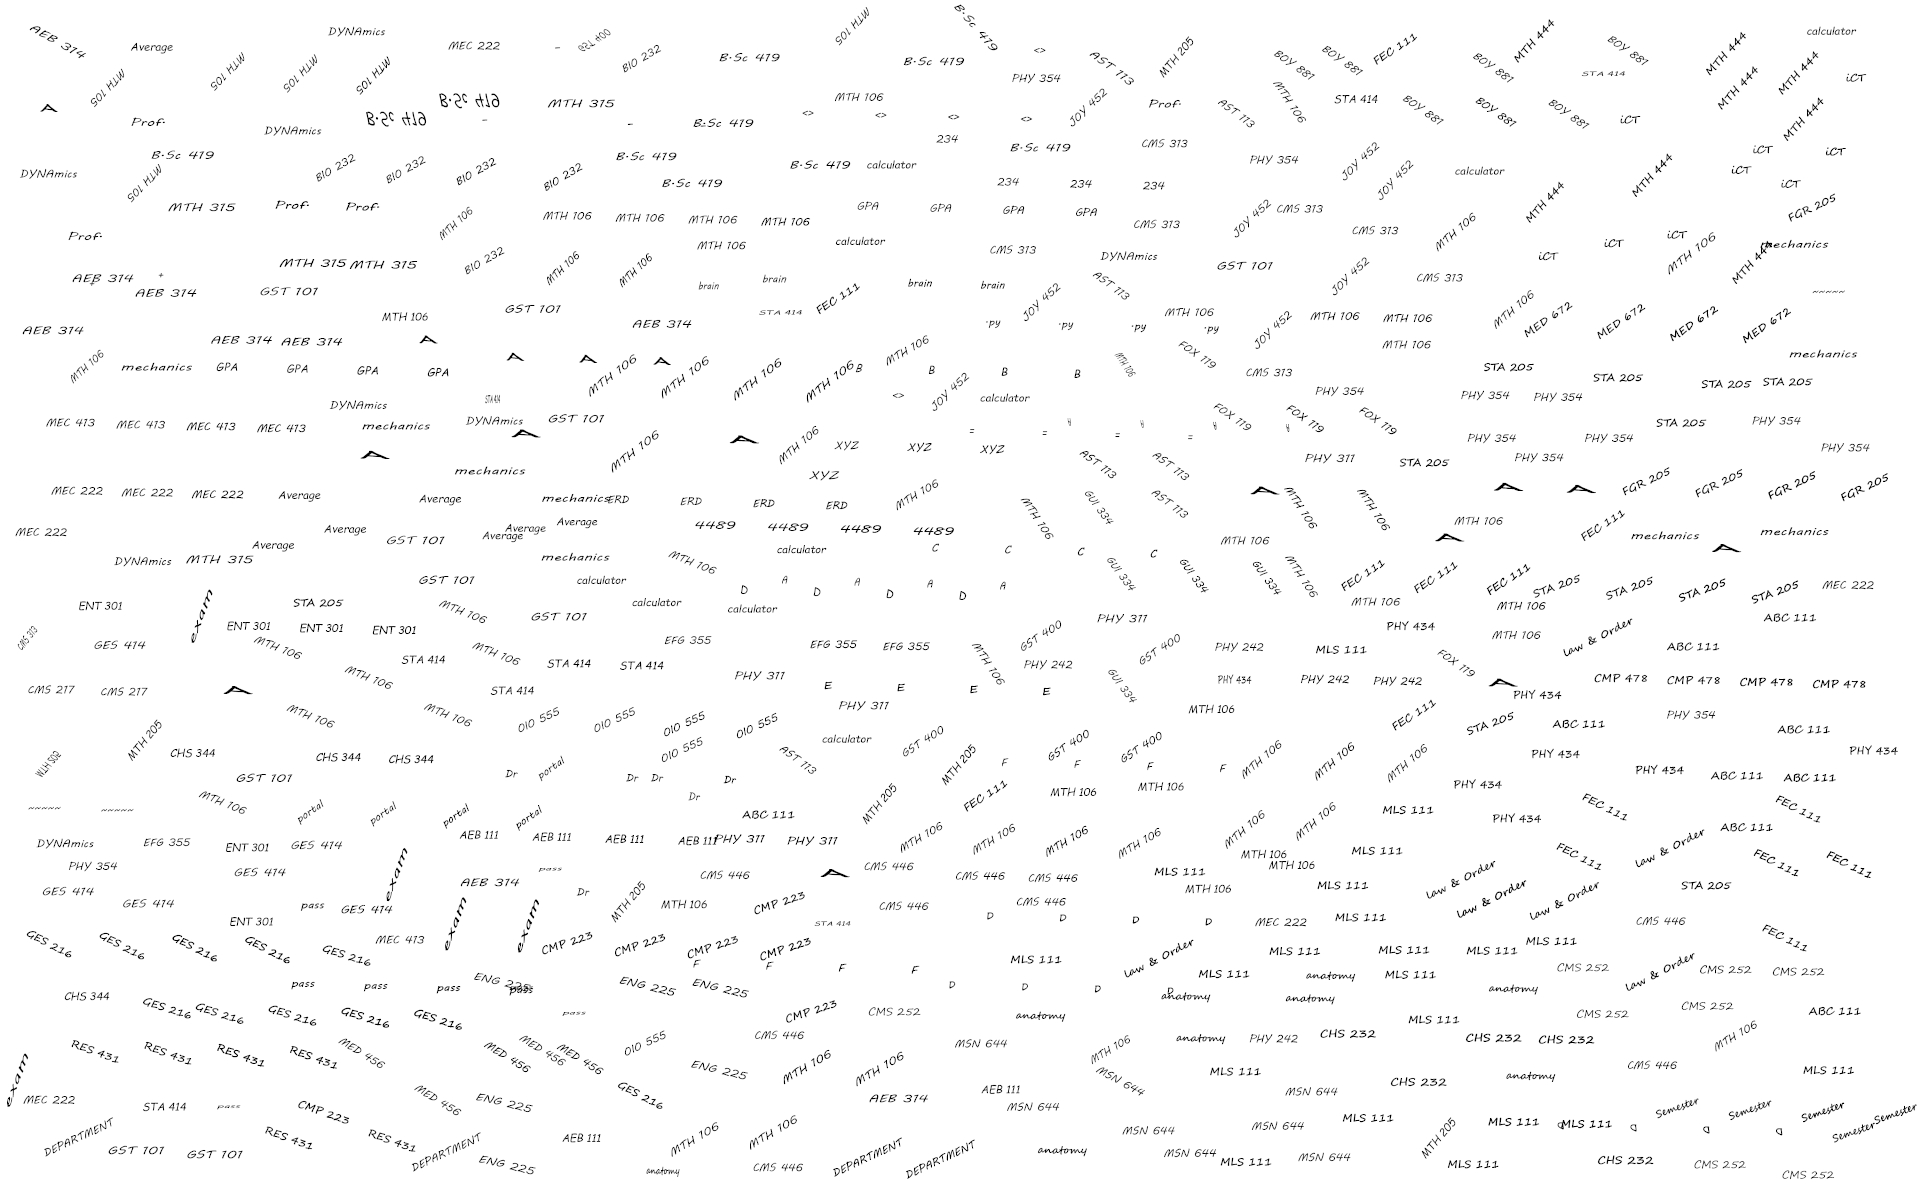 AEB 314 Average DYNAmics MEC 222 - BIO 232 B.Sc 419 B.Sc 419 B.Sc 419 <> AST 113 MTH 205 BOY 881 BOY 881 FEC 111 BOY 881 MTH 444 BOY 881 MTH 444 calculator
MTH 105 MTH 105 MTH 105 MTH 105 MTH 105 PHY 354 STA 414 MTH 444 MTH 444 iCT
A B.Sc 419 B.Sc 419 MTH 315 MTH 106 JOY 452 Prof. AST 113 MTH 106 STA 414 BOY 881 BOY 881 BOY 881 MTH 444
Prof. DYNAmics - - B.Sc 419 <> <> <> <> iCT
B.Sc 419 B.Sc 419 B.Sc 419 calculator 234 B.Sc 419 CMS 313 PHY 354 JOY 452 iCT iCT
DYNAmics MTH 105 BIO 232 BIO 232 BIO 232 BIO 232 B.Sc 419 234 234 234 JOY 452 calculator MTH 444 iCT iCT
MTH 315 Prof. Prof. MTH 106 MTH 106 MTH 106 MTH 106 MTH 106 GPA GPA GPA GPA CMS 313 JOY 452 CMS 313 CMS 313 MTH 106 MTH 444 FGR 205
Prof. MTH 106 calculator CMS 313 DYNAmics iCT iCT iCT MTH 106 MTH 444 mechanics
AEB 314 + AEB 314 MTH 315 MTH 315 BIO 232 MTH 106 MTH 106 brain brain brain brain AST 113 GST 101 JOY 452 CMS 313
GST 101 GST 101 STA 414 FEC 111 JOY 452 MTH 106 MTH 106 ~~~~~
AEB 314 AEB 314 AEB 314 MTH 106 AEB 314 .py .py .py .py MTH 106 JOY 452 MTH 106 MTH 106 MED 672 MED 672 MED 672 MED 672
MTH 106 mechanics GPA GPA GPA GPA A A A A MTH 106 MTH 106 MTH 106 MTH 106 B MTH 106 B B B MTH 106 FOX 119 CMS 313 MTH 106 STA 205 STA 205 STA 205 STA 205 mechanics
DYNAmics STA 414 <> JOY 452 calculator PHY 354 PHY 354 PHY 354
MEC 413 MEC 413 MEC 413 MEC 413 mechanics DYNAmics GST 101 = = = = FOX 119 FOX 119 FOX 119 STA 205 PHY 354
A A MTH 106 A MTH 106 XYZ XYZ XYZ AST 113 AST 113 PHY 311 STA 205 PHY 354 PHY 354 PHY 354 PHY 354
mechanics XYZ
MEC 222 MEC 222 MEC 222 Average Average mechanics ERD ERD ERD ERD MTH 106 MTH 106 GUI 334 AST 113 A MTH 106 MTH 106 A A FGR 205 FGR 205 FGR 205 FGR 205
MEC 222 Average Average Average Average 4489 4489 4489 4489 MTH 106 FEC 111 mechanics mechanics
DYNAmics MTH 315 Average GST 101 mechanics MTH 106 calculator C C C C MTH 106 A A
GST 101 calculator D A D A D A D A GUI 334 GUI 334 GUI 334 MTH 106 FEC 111 FEC 111 FEC 111 STA 205 STA 205 STA 205 STA 205 MEC 222
ENT 301 exam STA 205 MTH 106 GST 101 calculator calculator PHY 311 MTH 106 MTH 106 ABC 111
CMS 313 GES 414 ENT 301 ENT 301 ENT 301 MTH 106 MTH 106 EFG 355 EFG 355 EFG 355 GST 400 GST 400 PHY 242 MLS 111 PHY 434 MTH 106 Law & Order ABC 111
CMS 217 CMS 217 A MTH 106 STA 414 STA 414 STA 414 STA 414 PHY 311 E E E E MTH 106 PHY 242 GUI 334 PHY 434 PHY 242 PHY 242 FOX 119 A PHY 434 CMP 478 CMP 478 CMP 478 CMP 478
MTH 106 MTH 106 OIO 555 OIO 555 OIO 555 OIO 555 PHY 311 MTH 106 FEC 111 STA 205 ABC 111 PHY 354 ABC 111
MTH 205 MTH 205 CHS 344 CHS 344 CHS 344 OIO 555 AST 113 calculator GST 400 GST 400 GST 400 PHY 434 PHY 434
GST 101 Dr portal Dr Dr Dr MTH 205 F F F F MTH 106 MTH 106 MTH 106 PHY 434 PHY 434 ABC 111 ABC 111
~~~~~ ~~~~~ MTH 106 portal portal portal portal Dr ABC 111 MTH 205 FEC 111 MTH 106 MTH 106 MLS 111 PHY 434 FEC 111 FEC 111
DYNAmics EFG 355 ENT 301 GES 414 AEB 111 AEB 111 AEB 111 AEB 111 PHY 311 PHY 311 MTH 106 MTH 106 MTH 106 MTH 106 MTH 106 MTH 106 MLS 111 FEC 111 Law & Order ABC 111
PHY 354 GES 414 exam AEB 314 pass CMS 446 A CMS 446 CMS 446 CMS 446 MLS 111 MTH 106 MTH 106 FEC 111 FEC 111
GES 414 GES 414 pass GES 414 Dr MTH 205 MTH 106 CMP 223 CMS 446 CMS 446 MTH 106 MLS 111 Law & Order Law & Order Law & Order STA 205
ENT 301 exam exam STA 414 D D D D MEC 222 MLS 111 CMS 446
GES 216 GES 216 GES 216 GES 216 GES 216 MEC 413 CMP 223 CMP 223 CMP 223 CMP 223 Law & Order MLS 111 MLS 111 MLS 111 MLS 111 FEC 111
pass pass pass pass ENG 225 ENG 225 ENG 225 F F F F MLS 111 MLS 111 anatomy MLS 111 CMS 252 Law & Order CMS 252 CMS 252
CHS 344 GES 216 GES 216 GES 216 GES 216 GES 216 pass CMP 223 CMS 252 D D D D anatomy anatomy anatomy anatomy MLS 111 CMS 252 CMS 252 ABC 111
RES 431 RES 431 RES 431 RES 431 MED 456 MED 456 MED 456 MED 456 OIO 555 CMS 446 MSN 644 MTH 106 anatomy PHY 242 CHS 232 CHS 232 CHS 232 MTH 106
exam MEC 222 MED 456 ENG 225 ENG 225 MTH 106 MTH 106 MSN 644 MLS 111 MSN 644 CHS 232 anatomy CMS 446 MLS 111
STA 414 pass CMP 223 GES 216 AEB 314 AEB 111 MSN 644 MLS 111 MLS 111 MLS 111 Semester Semester Semester Semester Semester
DEPARTMENT GST 101 GST 101 RES 431 RES 431 DEPARTMENT ENG 225 AEB 111 MTH 106 MTH 106 DEPARTMENT DEPARTMENT MSN 644 MSN 644 MSN 644 MTH 205
anatomy CMS 446 anatomy MLS 111 MSN 644 MLS 111 CHS 232 CMS 252 CMS 252